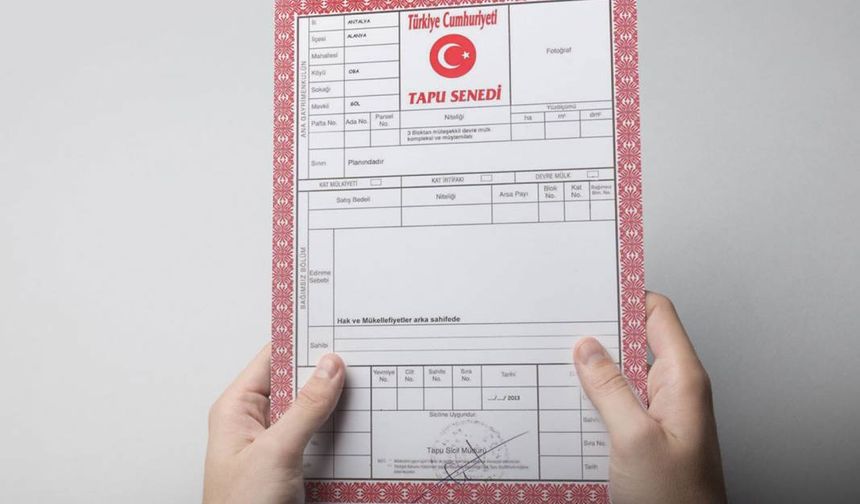 ANA GAYRİMENKULÜN
İli ANTALYA
İlçesi ALANYA
Mahallesi
Köyü OBA
Sokağı
Mevkii GÖL
Türkiye Cumhuriyeti
TAPU SENEDİ
Fotoğraf
Pafta No. Ada No. Parsel No.
Niteliği
Yüzölçümü
ha m² dm²
3 Bloktan müteşekkil devre mülk
kompleksi ve müştemilatı
Sınırı Planındadır
KAT MÜLKİYETİ KAT İRTİFAKI DEVRE MÜLK
BAĞIMSIZ BÖLÜM
Satış Bedeli Niteliği Arsa Payı Blok No. Kat No. Bağımsız Blm. No.
Edinme
Sebebi
Hak ve Mükellefiyetler arka sahifede
Sahibi
Yevmiye No. Cilt No. Sahife No. Sıra No. Tarihi
.../.../ 2013
Siciline Uygundur.
Sahife
Sıra No.
Tarih
Tapu Sicil Müdürü